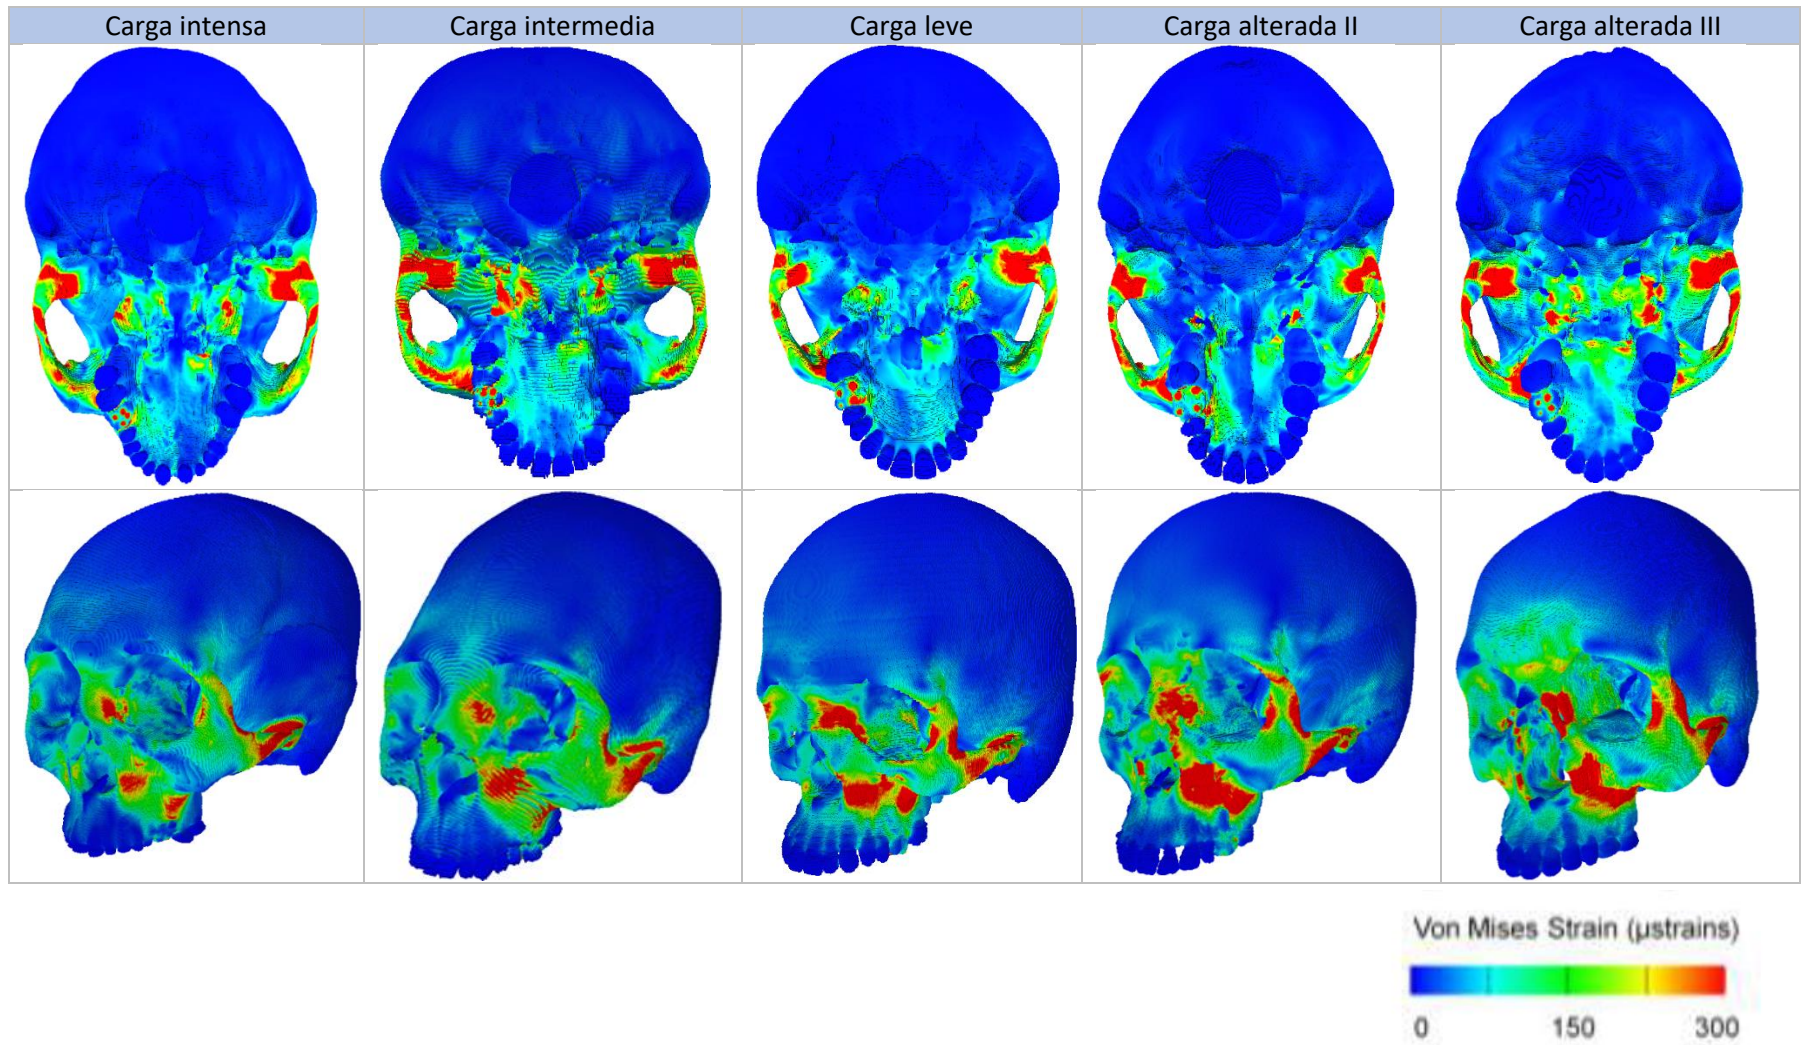 Carga intensa
Carga intermedia
Carga leve
Carga alterada II
Carga alterada III
Von Mises Strain (µstrains)
0
150
300